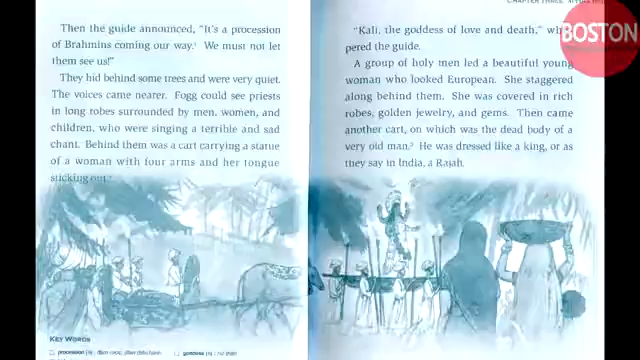 Then the guide announced, "It's a procession
of Brahmins coming our way.¹ We must not let
them see us!"
They hid behind some trees and were very quiet.
The voices came nearer. Fogg could see priests
in long robes surrounded by men, women, and
children, who were singing a terrible and sad
chant. Behind them was a cart carrying a statue
of a woman with four arms and her tongue
sticking out.²
KEY WORDS
procession
goddess
CHAPTER THREE
"Kali, the goddess of love and death," whis-
pered the guide.
A group of holy men led a beautiful young
woman who looked European. She staggered
along behind them. She was covered in rich
robes, golden jewelry, and gems. Then came
another cart, on which was the dead body of a
very old man.³ He was dressed like a king, or as
they say in India, a Rajah.
BOSTON